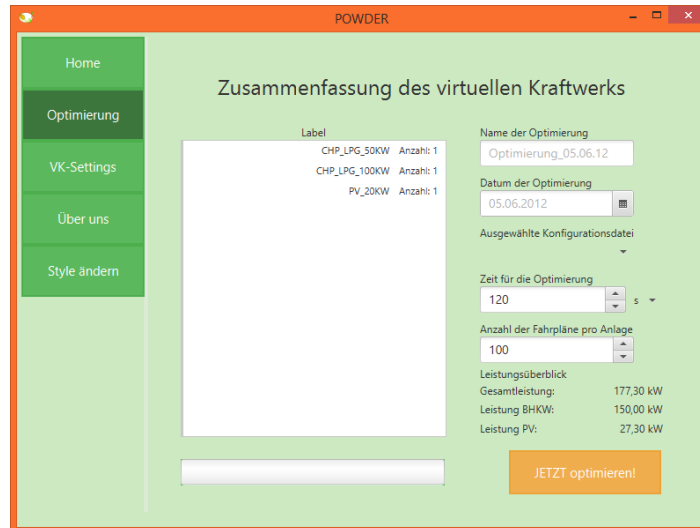 POWDER
Home
Optimierung
VK-Settings
Über uns
Style ändern
Zusammenfassung des virtuellen Kraftwerks
Label
CHP_LPG_50KW Anzahl: 1
CHP_LPG_100KW Anzahl: 1
PV_20KW Anzahl: 1
Name der Optimierung
Optimierung_05.06.12
Datum der Optimierung
05.06.2012
Ausgewählte Konfigurationsdatei
Zeit für die Optimierung
120 s
Anzahl der Fahrpläne pro Anlage
100
Leistungsüberblick
Gesamtleistung: 177,30 kW
Leistung BHKW: 150,00 kW
Leistung PV: 27,30 kW
JETZT optimieren!